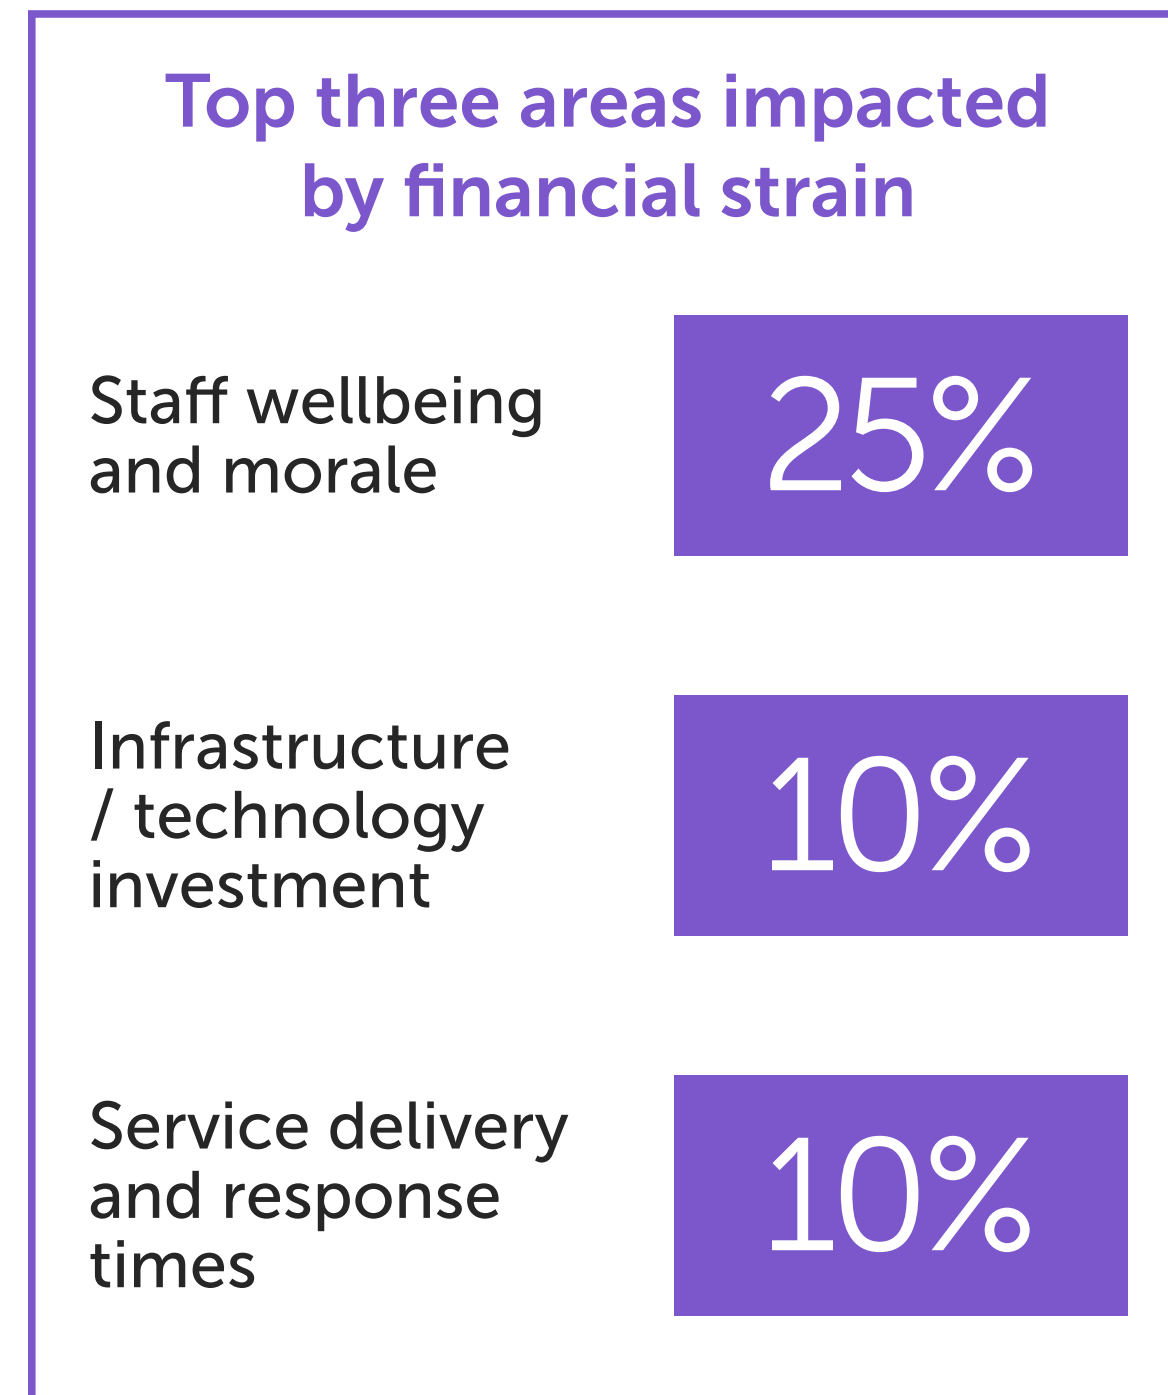 Top three areas impacted
by financial strain
Staff wellbeing
and morale
25%
Infrastructure
/ technology
investment
10%
Service delivery
and response
times
10%